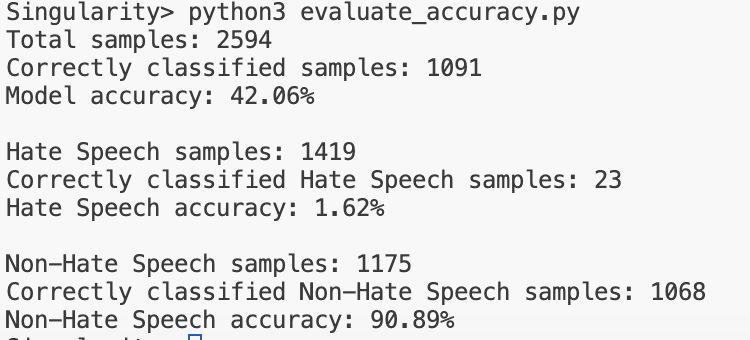 Singularity> python3 evaluate_accuracy.py
Total samples: 2594
Correctly classified samples: 1091
Model accuracy: 42.06%
Hate Speech samples: 1419
Correctly classified Hate Speech samples: 23
Hate Speech accuracy: 1.62%
Non-Hate Speech samples: 1175
Correctly classified Non-Hate Speech samples: 1068
Non-Hate Speech accuracy: 90.89%